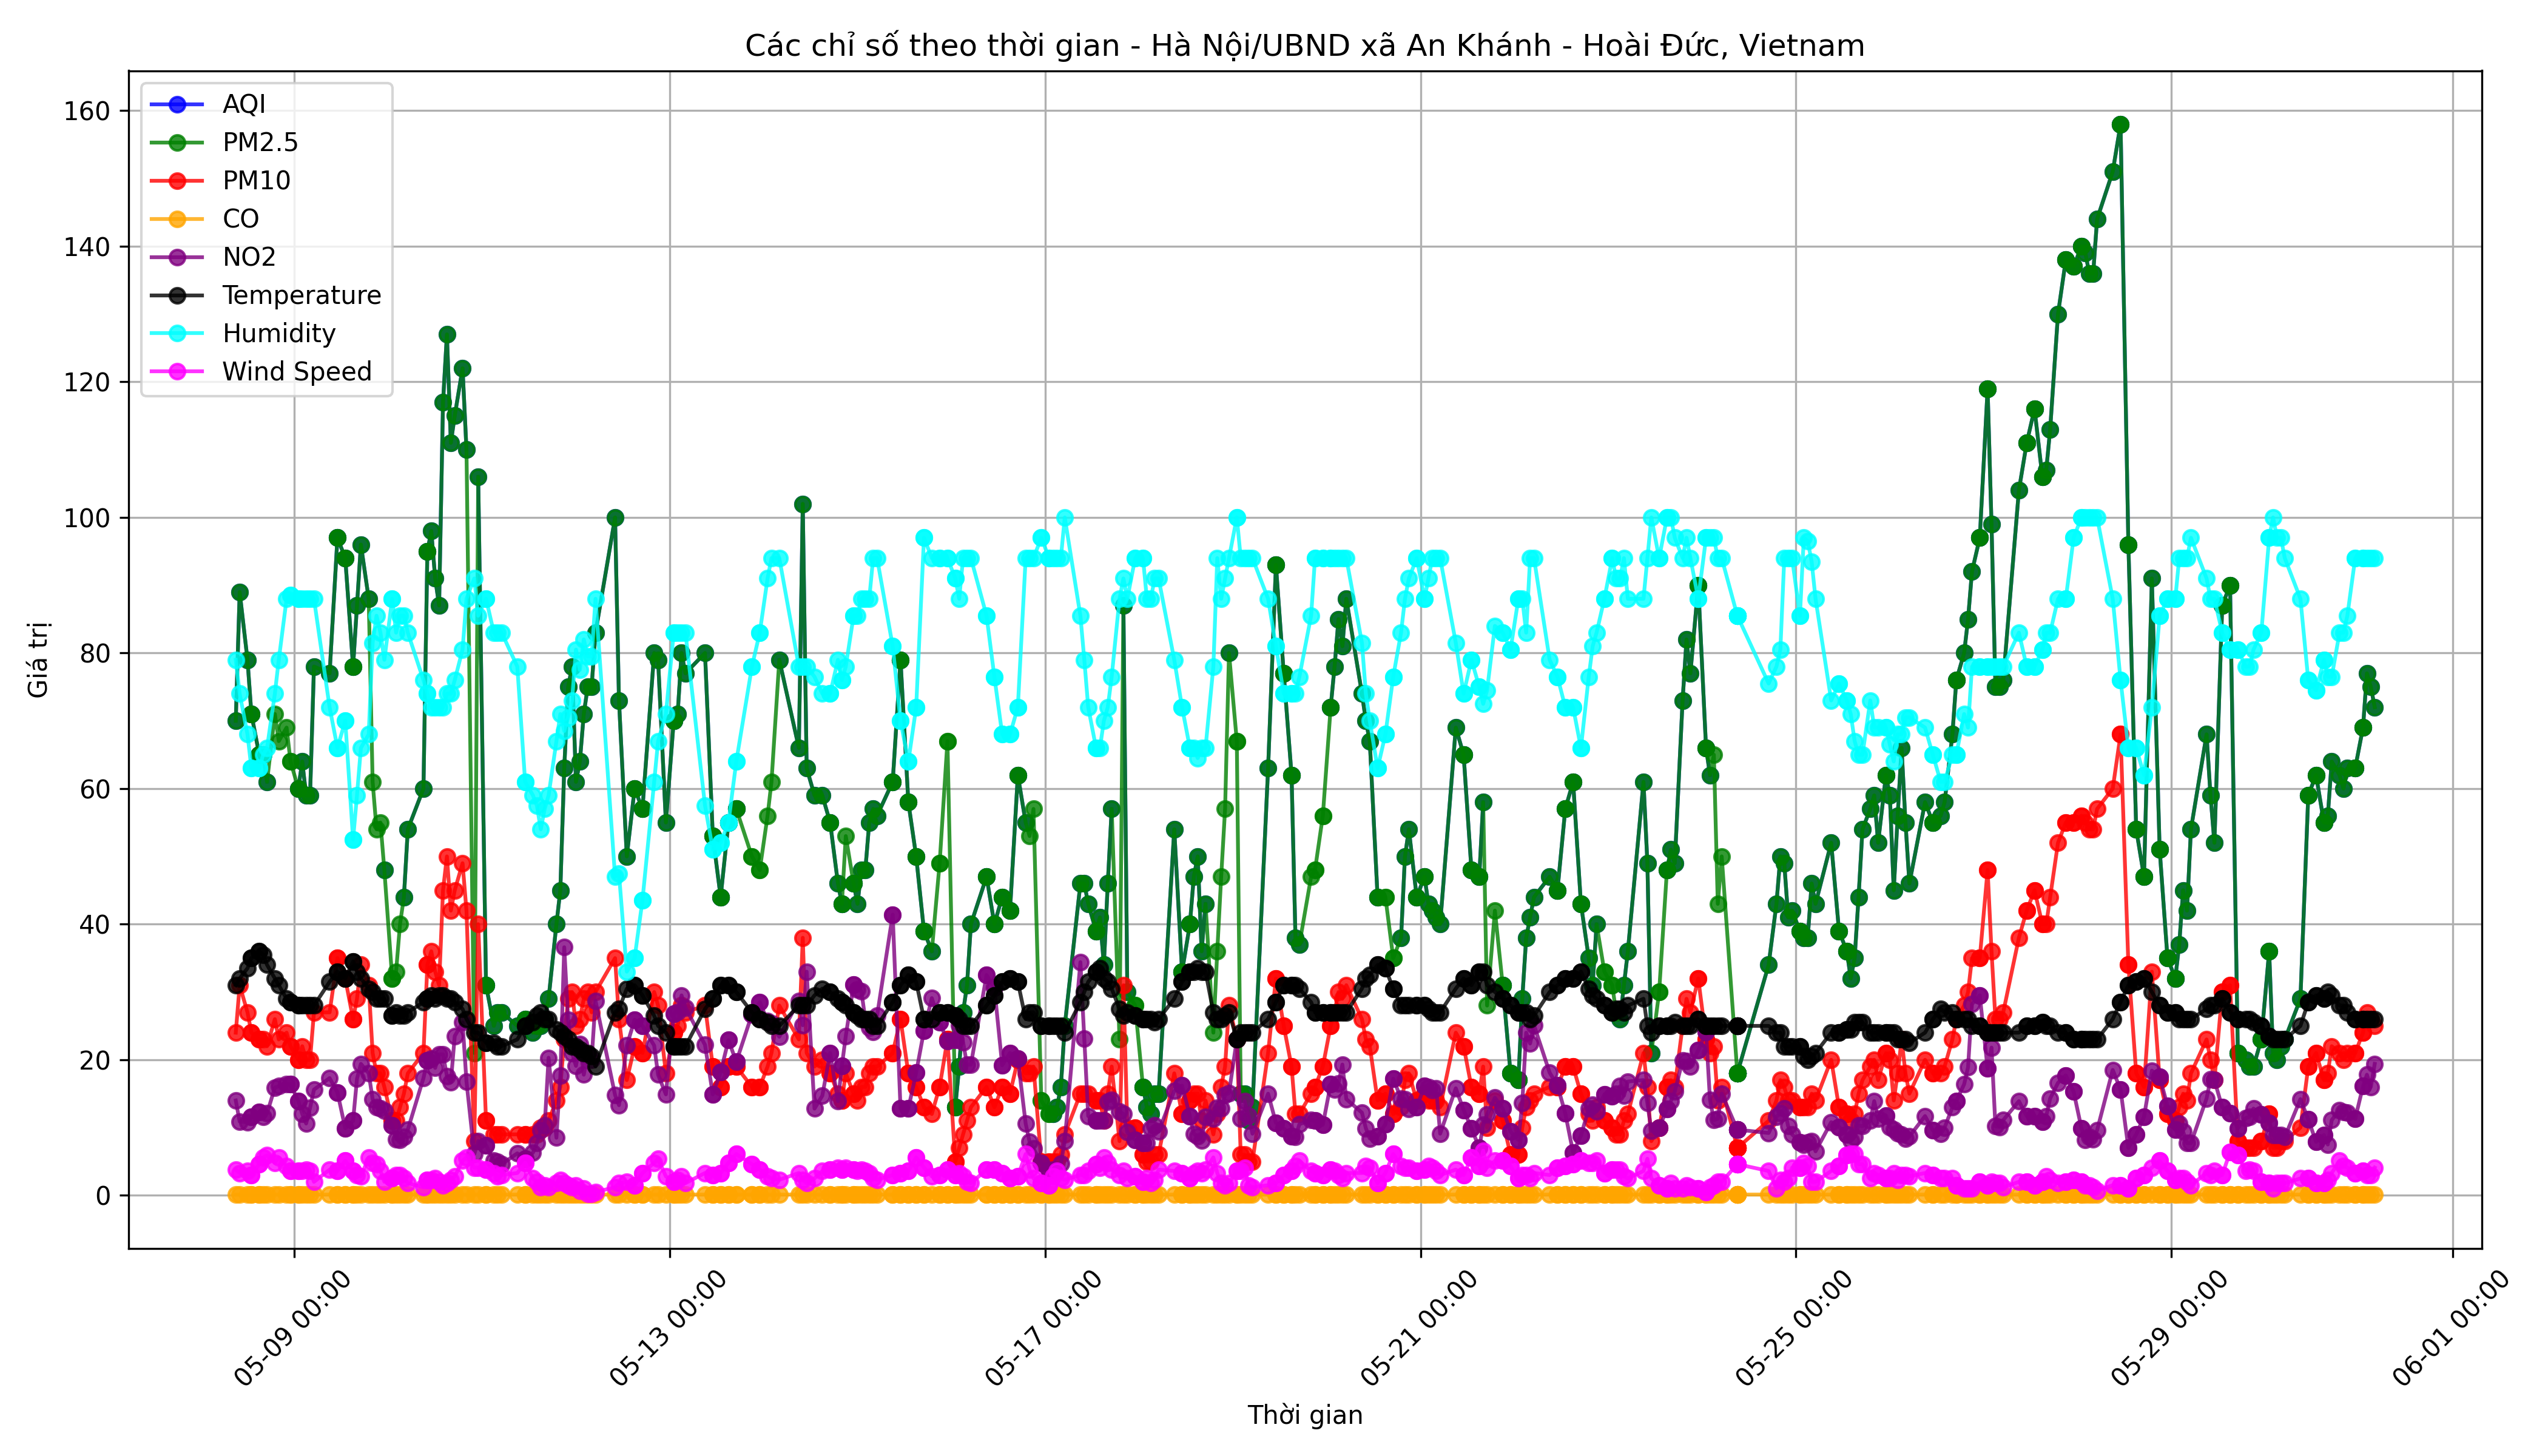 Các chỉ số theo thời gian - Hà Nội/UBND xã An Khánh - Hoài Đức, Vietnam
AQI
PM2.5
PM10
CO
NO2
Temperature
Humidity
Wind Speed
160
140
120
100
80
60
40
20
0
Giá trị
05-09 00:00
05-13 00:00
05-17 00:00
05-21 00:00
05-25 00:00
05-29 00:00
06-01 00:00
Thời gian